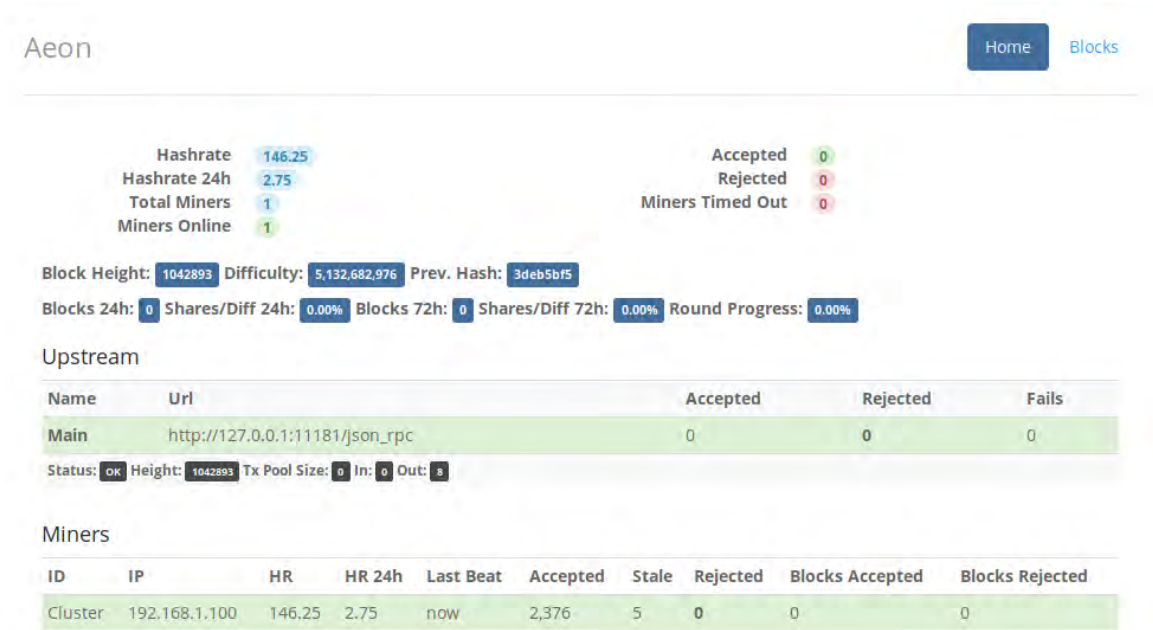 Aeon
Home Blocks
Hashrate 146.25 Accepted 0
Hashrate 24h 2.75 Rejected 0
Total Miners 1 Miners Timed Out 0
Miners Online 1
Block Height: 1042893 Difficulty: 5,132,682,976 Prev. Hash: 3deb5bf5
Blocks 24h: 0 Shares/Diff 24h: 0.00% Blocks 72h: 0 Shares/Diff 72h: 0.00% Round Progress: 0.00%
Upstream
Name Url Accepted Rejected Fails
Main http://127.0.0.1:11181/json_rpc 0 0 0
Status: OK Height: 1042893 Tx Pool Size: 0 In: 0 Out: 8
Miners
ID IP HR HR 24h Last Beat Accepted Stale Rejected Blocks Accepted Blocks Rejected
Cluster 192.168.1.100 146.25 2.75 now 2,376 5 0 0 0